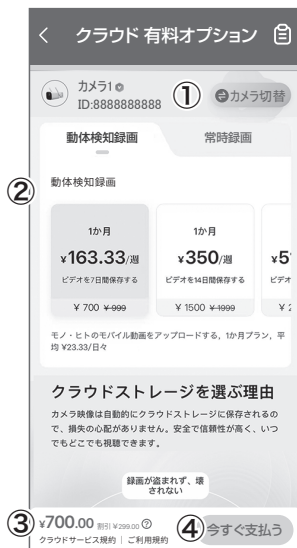 クラウド 有料オプション
カメラ1
ID:8888888888
① カメラ切替
動体検知録画 常時録画
②
動体検知録画
1か月
¥163.33/週
ビデオを7日間保存する
¥ 700 ¥ 999
1か月
¥350/週
ビデオを14日間保存する
¥ 1500 ¥ 1999
¥5
ビデオ
¥
モノ・ヒトのモバイル動画をアップロードする, 1か月プラン, 平
均 ¥23.33/日々
クラウドストレージを選ぶ理由
カメラ映像は自動的にクラウドストレージに保存されるの
で、損失の心配がありません。安全で信頼性が高く、いつ
でもどこでも視聴できます。
録画が盗まれず、壊
されない
③ ¥700.00 割引 ¥299.00 ?
クラウドサービス規約 | ご利用規約
④ 今すぐ支払う